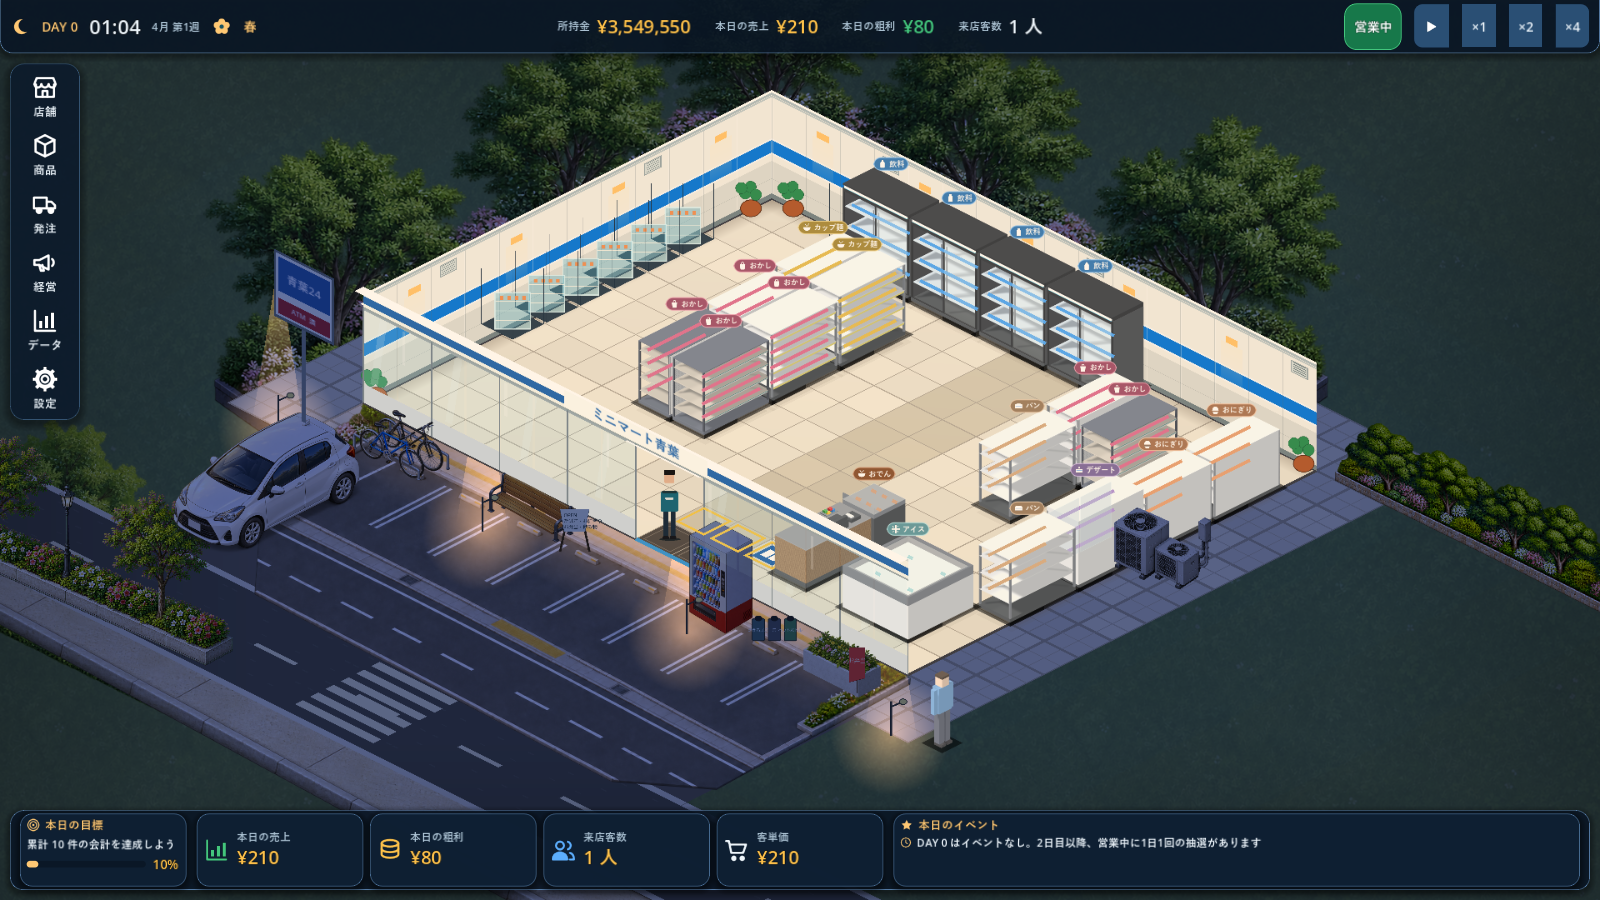 DAY 0 01:04 4月 第1週 春
所持金 ¥3,549,550 本日の売上 ¥210 本日の粗利 ¥80 来店客数 1 人
営業中 ×1 ×2 ×4
店舗
商品
発注
経営
データ
設定
飲料
飲料
飲料
飲料
カップ麺
カップ麺
おかし
おかし
おかし
おかし
おかし
おかし
パン
おにぎり
おにぎり
デザート
パン
おでん
アイス
青葉24
ATM 酒
ミニマート青葉
OPEN
本日の目標
累計 10 件の会計を達成しよう
10%
本日の売上
¥210
本日の粗利
¥80
来店客数
1 人
客単価
¥210
本日のイベント
DAY 0 はイベントなし。2日目以降、営業中に1日1回の抽選があります